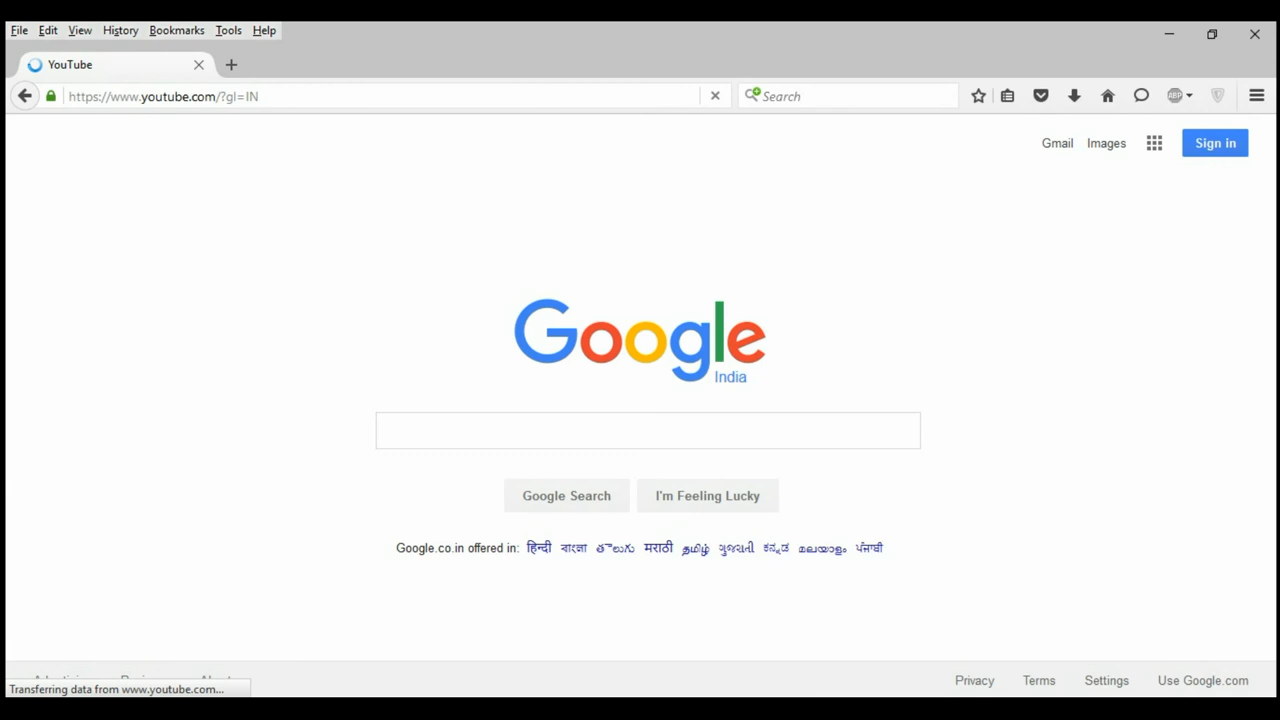 File Edit View History Bookmarks Tools Help
YouTube
https://www.youtube.com/?gl=IN
Search
ABP
Gmail Images Sign in
Google
India
Google Search I'm Feeling Lucky
Google.co.in offered in: हिन्दी বাংলা తెలుగు मराठी தமிழ் ગુજરાતી ಕನ್ನಡ മലയാളം ਪੰਜਾਬੀ
Privacy Terms Settings Use Google.com
Transferring data from www.youtube.com...